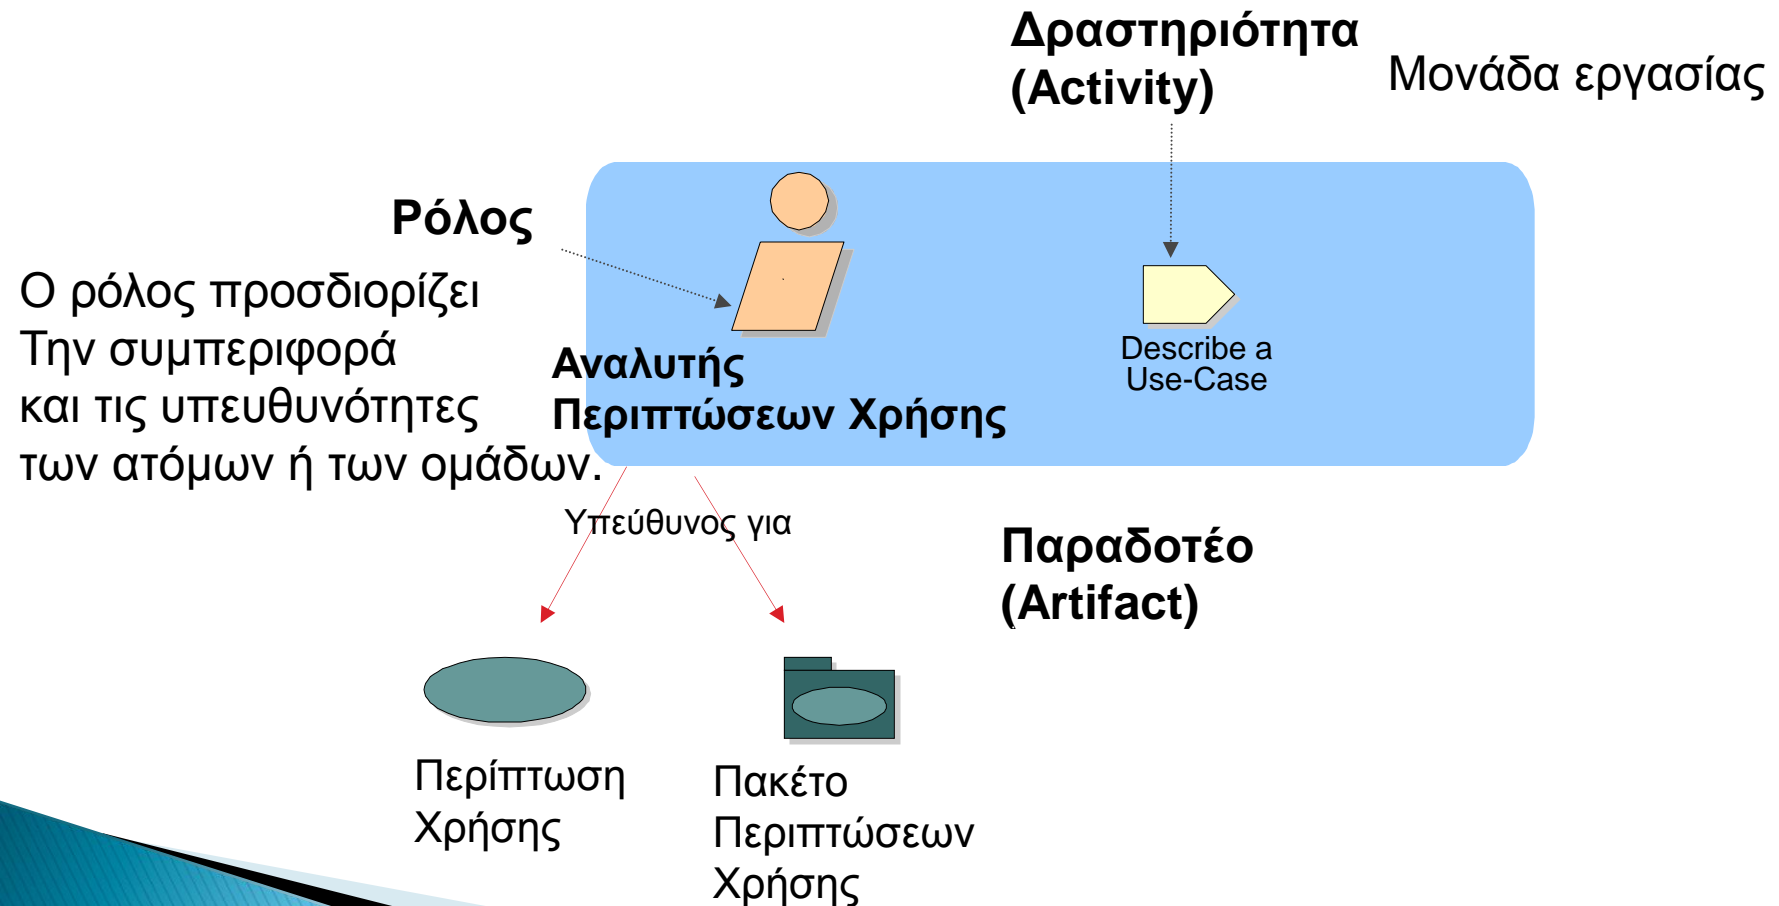 Δραστηριότητα
(Activity)
Μονάδα εργασίας
Ρόλος
Ο ρόλος προσδιορίζει
Την συμπεριφορά
και τις υπευθυνότητες
των ατόμων ή των ομάδων.
Αναλυτής
Περιπτώσεων Χρήσης
Describe a
Use-Case
Υπεύθυνος για
Παραδοτέο
(Artifact)
Περίπτωση
Χρήσης
Πακέτο
Περιπτώσεων
Χρήσης